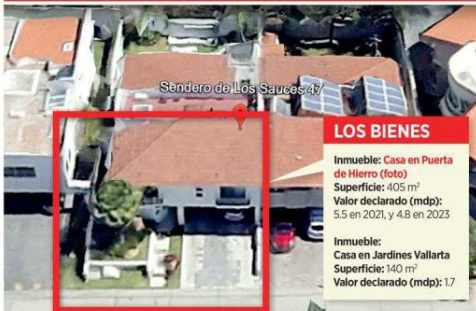 Sendero de Los Sauces 47
LOS BIENES
Inmueble: Casa en Puerta
de Hierro (foto)
Superficie: 405 m²
Valor declarado (mdp):
5.5 en 2021, y 4.8 en 2023
Inmueble:
Casa en Jardines Vallarta
Superficie: 140 m²
Valor declarado (mdp): 1.7